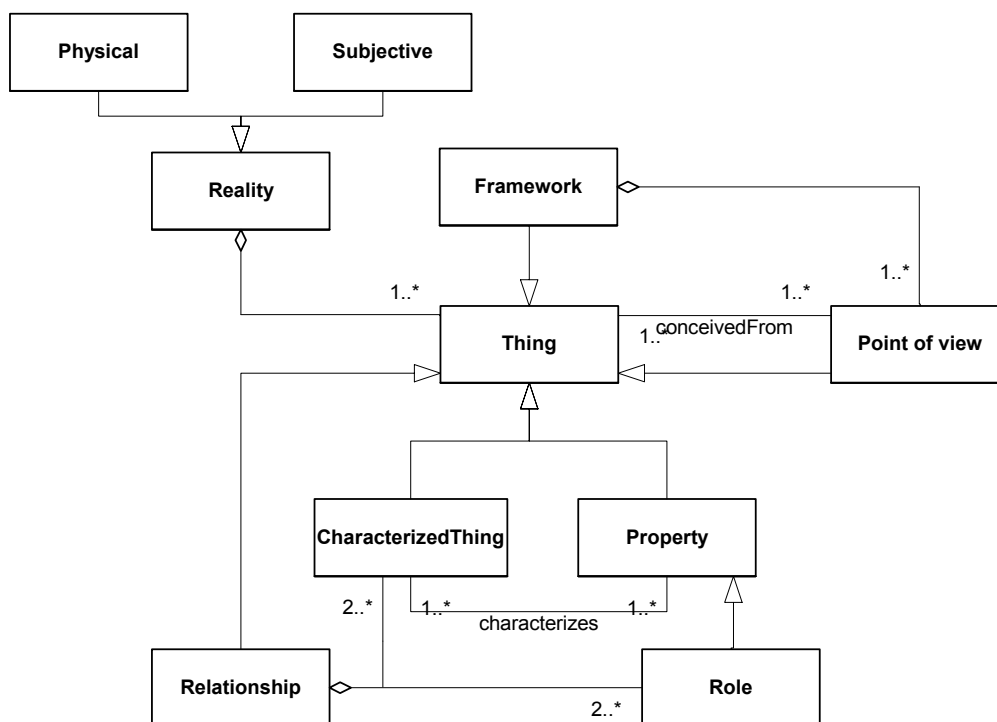 Physical
Subjective
Reality
Framework
1..*
1..*
1..*
Thing
1..*
conceivedFrom
Point of view
CharacterizedThing
Property
2..*
1..*
1..*
characterizes
Relationship
Role
2..*